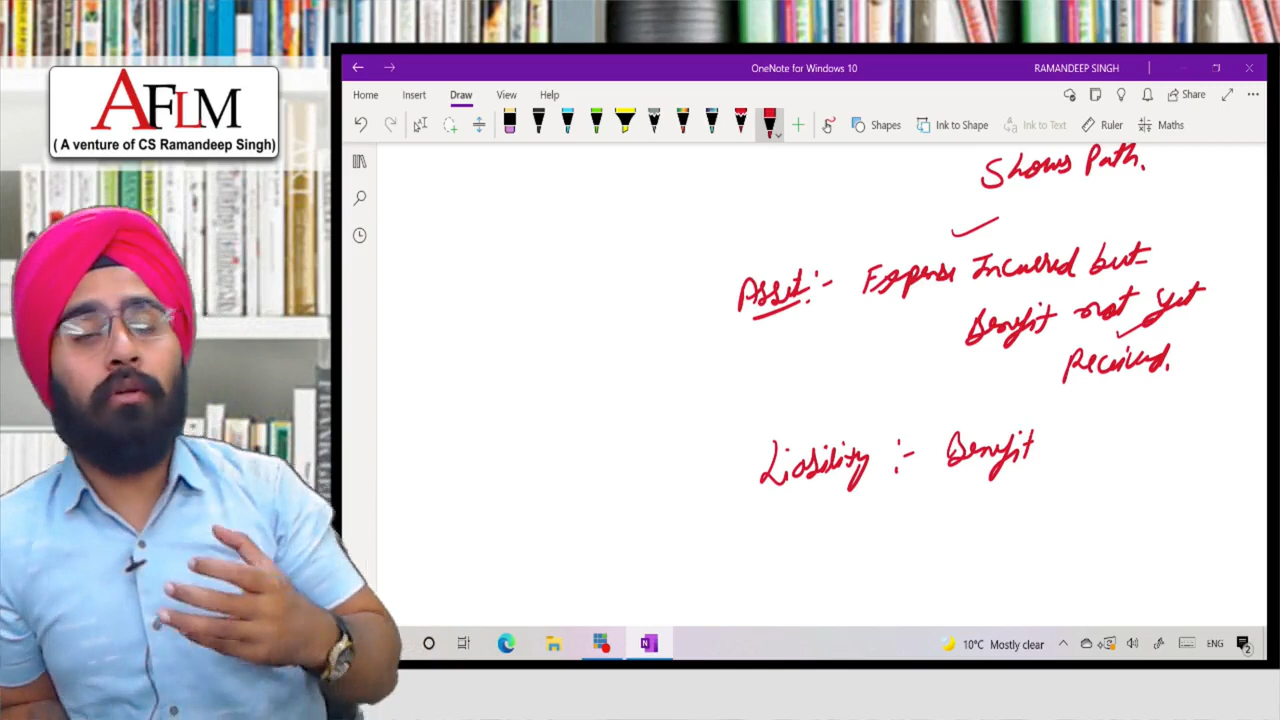 AFLM
( A venture of CS Ramandeep Singh)
OneNote for Windows 10
RAMANDEEP SINGH
Home Insert Draw View Help
Share
Shapes Ink to Shape Ink to Text Ruler Maths
Shows Path.
Asset :- Expense Incurred but
Benefit not yet
Received.
Liability :- Benefit
10°C Mostly clear
ENG
2